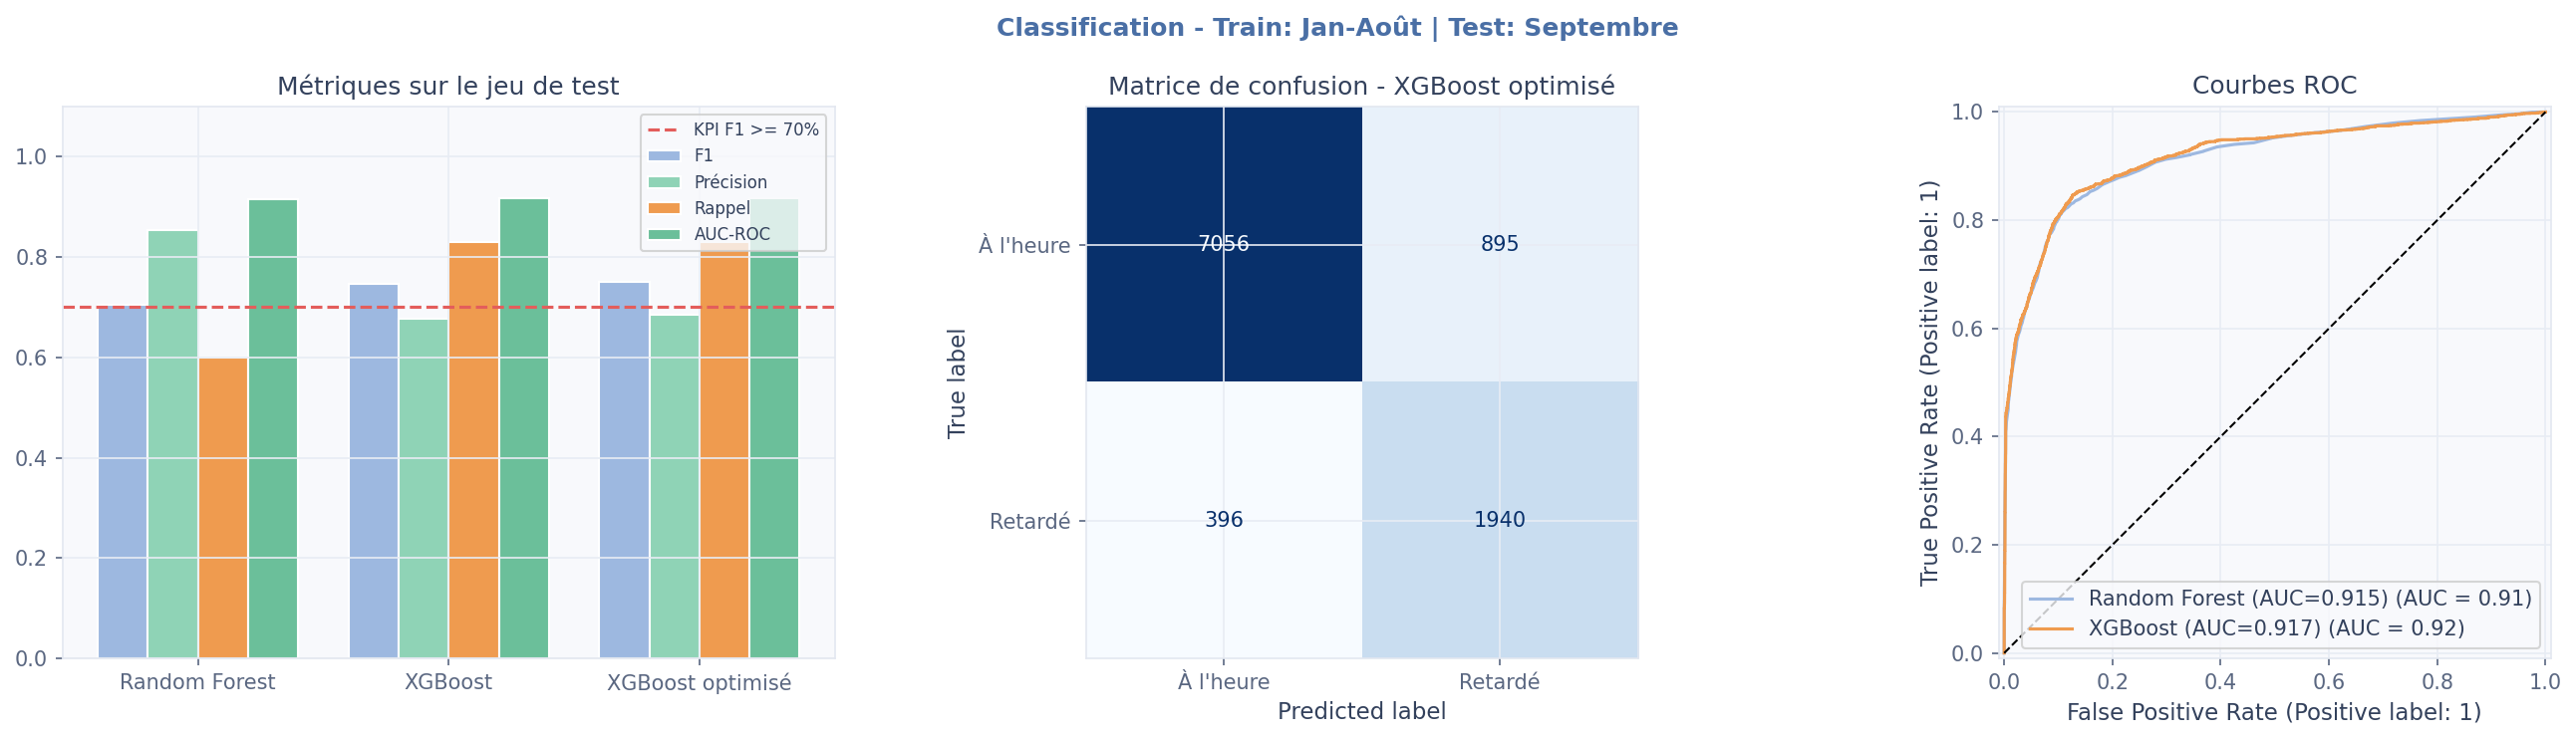 Classification - Train: Jan-Août | Test: Septembre
Métriques sur le jeu de test
1.0
0.8
0.6
0.4
0.2
0.0
KPI F1 >= 70%
F1
Précision
Rappel
AUC-ROC
Random Forest
XGBoost
XGBoost optimisé
Matrice de confusion - XGBoost optimisé
True label
À l'heure
Retardé
7056
895
396
1940
À l'heure
Retardé
Predicted label
Courbes ROC
True Positive Rate (Positive label: 1)
1.0
0.8
0.6
0.4
0.2
0.0
Random Forest (AUC=0.915) (AUC = 0.91)
XGBoost (AUC=0.917) (AUC = 0.92)
0.0
0.2
0.4
0.6
0.8
1.0
False Positive Rate (Positive label: 1)